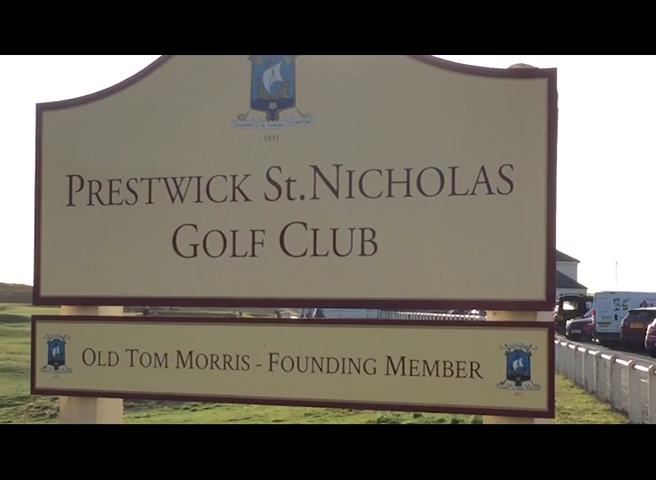 1851
PRESTWICK St. NICHOLAS
GOLF CLUB
OLD TOM MORRIS - FOUNDING MEMBER